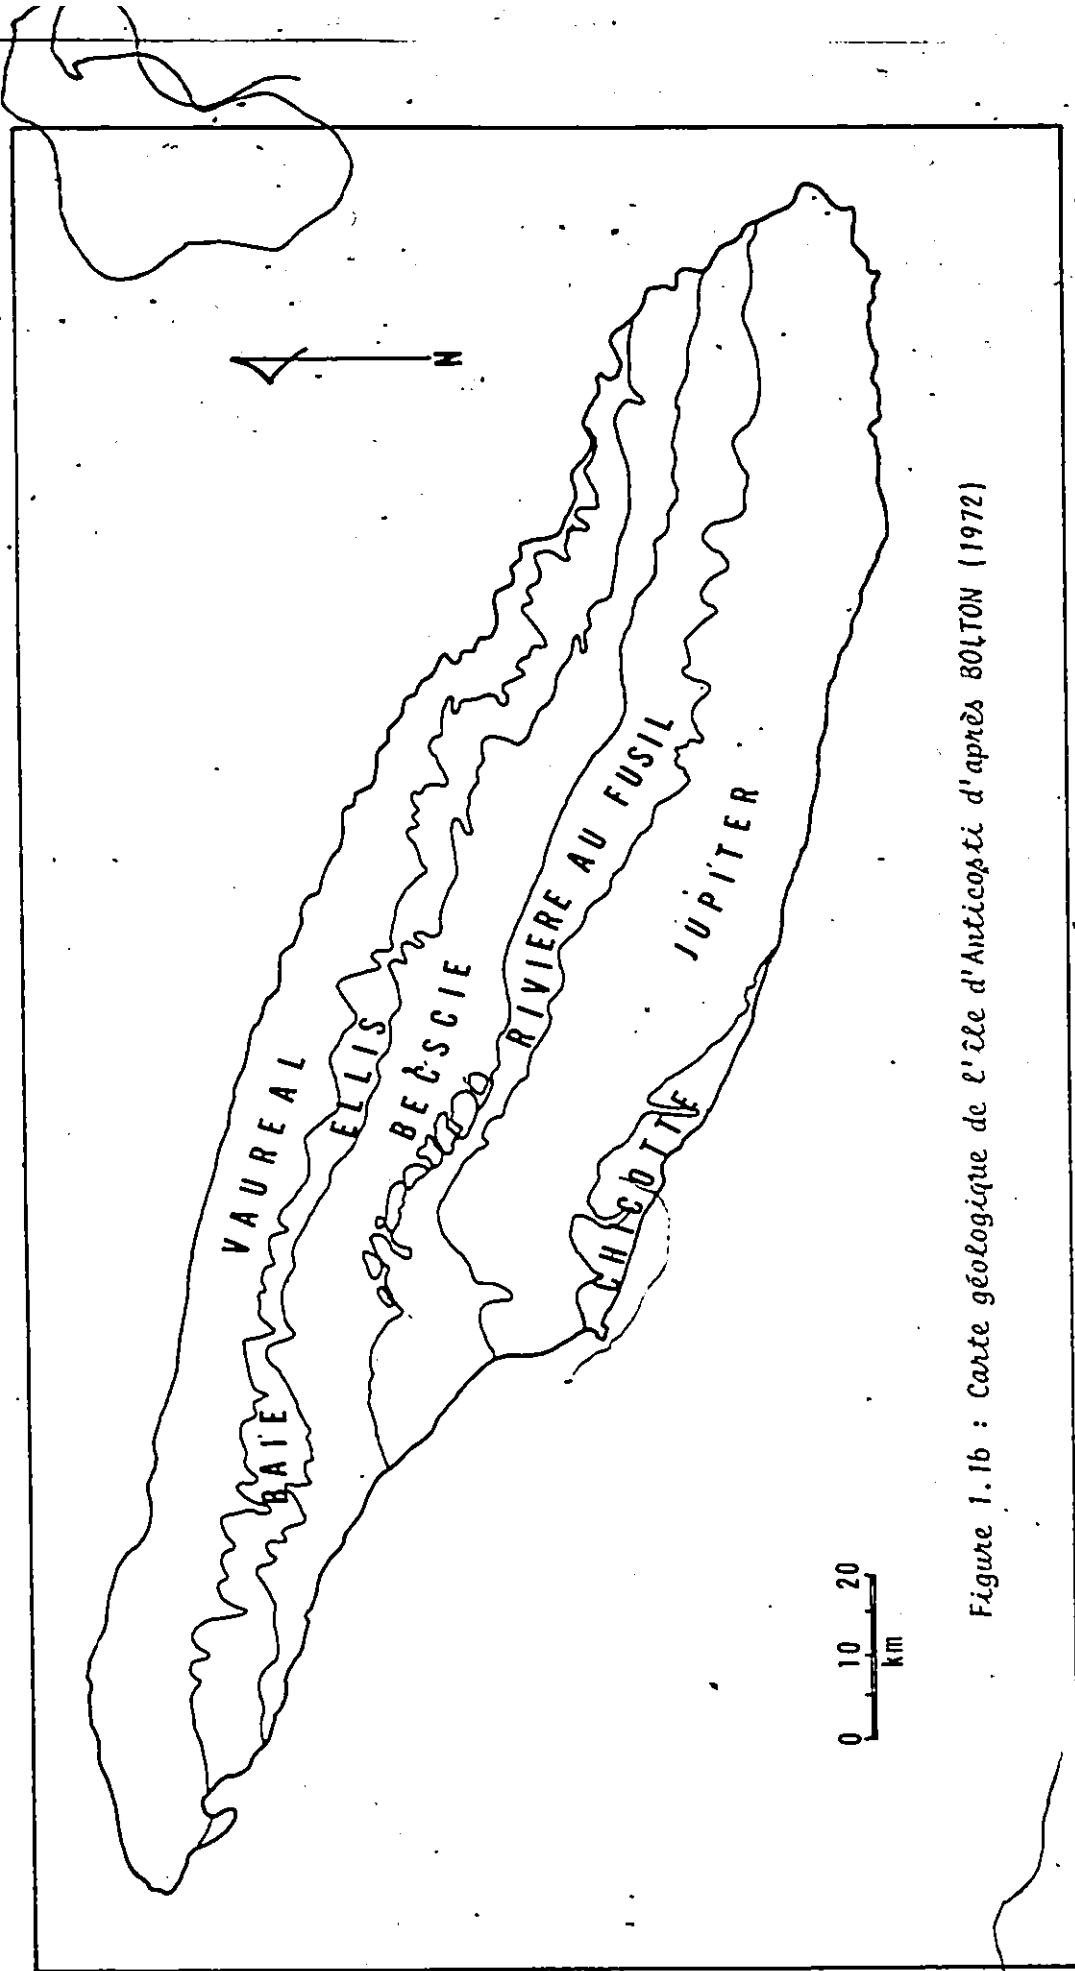 N
VAUREAL
BAIE ELLIS
BECSCIE
RIVIERE AU FUSIL
JUPITER
CHICOTTE
0 10 20
km
Figure 1.1b : Carte géologique de l'île d'Anticosti d'après BOLTON (1972)